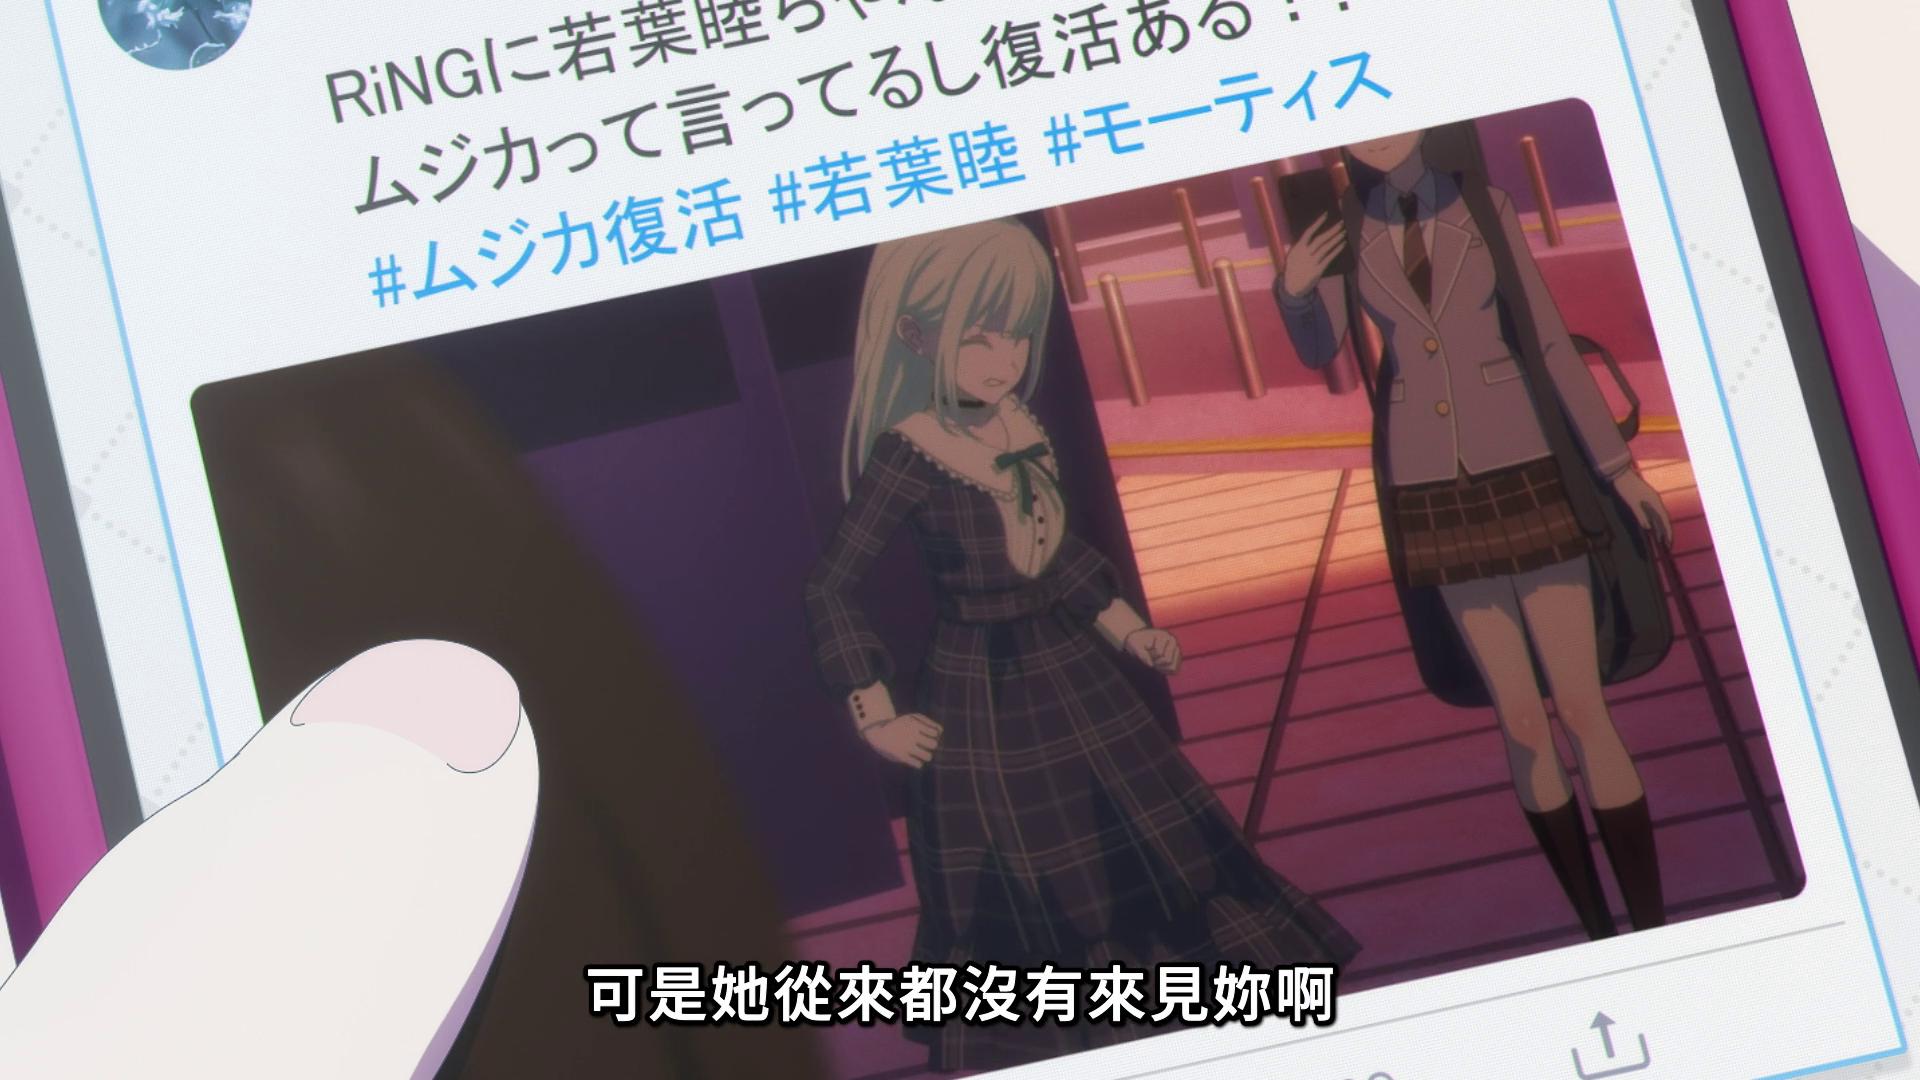 RiNGに若葉睦ちゃん
ムジカって言ってるし復活ある！？
#ムジカ復活 #若葉睦 #モーティス
可是她從來都沒有來見妳啊